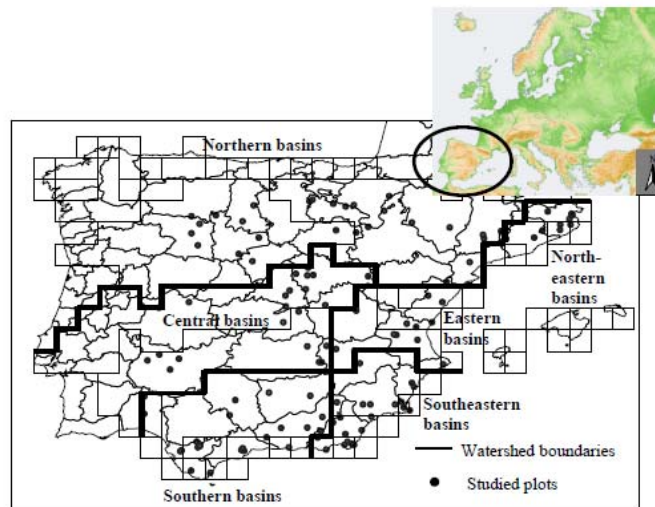 Northern basins
North-
eastern
basins
Central basins
Eastern
basins
Southeastern
basins
Southern basins
Watershed boundaries
Studied plots